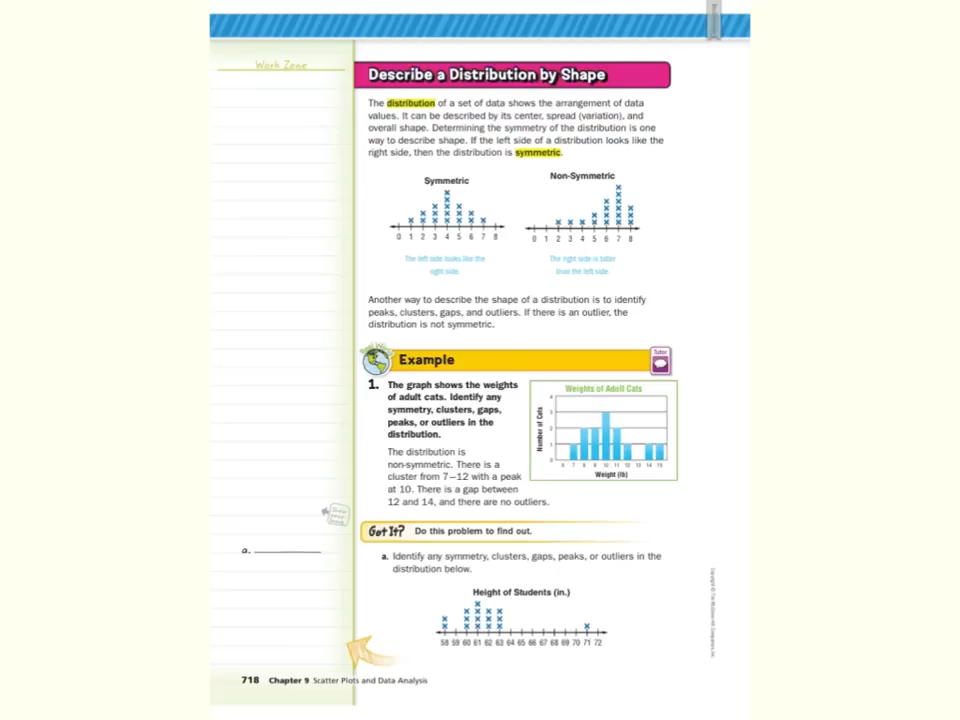 Work Zone
Describe a Distribution by Shape
The distribution of a set of data shows the arrangement of data
values. It can be described by its center, spread (variation), and
overall shape. Determining the symmetry of the distribution is one
way to describe shape. If the left side of a distribution looks like the
right side, then the distribution is symmetric.
Symmetric
0 1 2 3 4 5 6 7 8
The left side looks like the
right side.
Non-Symmetric
0 1 2 3 4 5 6 7 8
The right side is taller
than the left side.
Another way to describe the shape of a distribution is to identify
peaks, clusters, gaps, and outliers. If there is an outlier, the
distribution is not symmetric.
Example
Tutor
1. The graph shows the weights
of adult cats. Identify any
symmetry, clusters, gaps,
peaks, or outliers in the
distribution.
The distribution is
non-symmetric. There is a
cluster from 7–12 with a peak
at 10. There is a gap between
12 and 14, and there are no outliers.
Weights of Adult Cats
Number of Cats
4
3
2
1
0
6 7 8 9 10 11 12 13 14 15
Weight (lb)
Got It? Do this problem to find out.
a.
a. Identify any symmetry, clusters, gaps, peaks, or outliers in the
distribution below.
Height of Students (in.)
58 59 60 61 62 63 64 65 66 67 68 69 70 71 72
718 Chapter 9 Scatter Plots and Data Analysis